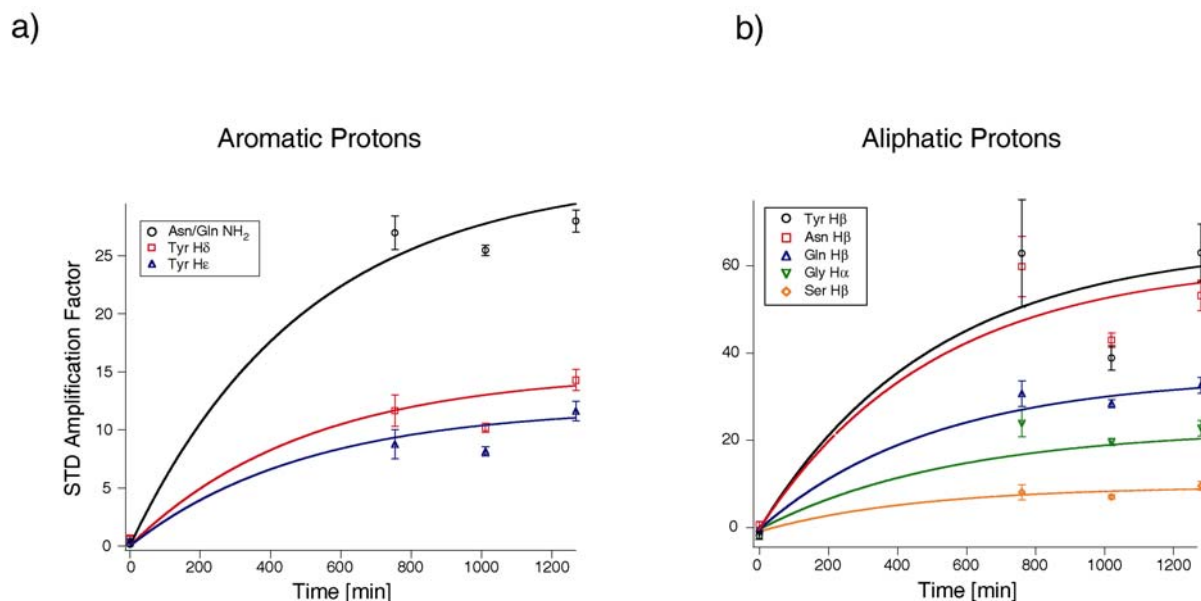 a)
Aromatic Protons
Asn/Gln NH2
Tyr Hδ
Tyr Hε
STD Amplification Factor
25
20
15
10
5
0
0 200 400 600 800 1000 1200
Time [min]
b)
Aliphatic Protons
Tyr Hβ
Asn Hβ
Gln Hβ
Gly Hα
Ser Hβ
60
40
20
0
0 200 400 600 800 1000 1200
Time [min]